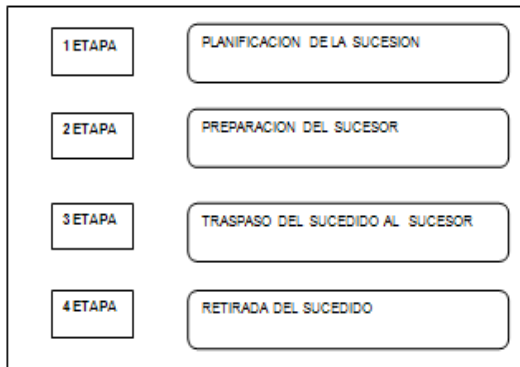 1 ETAPA
PLANIFICACION DE LA SUCESION
2 ETAPA
PREPARACION DEL SUCESOR
3 ETAPA
TRASPASO DEL SUCEDIDO AL SUCESOR
4 ETAPA
RETIRADA DEL SUCEDIDO